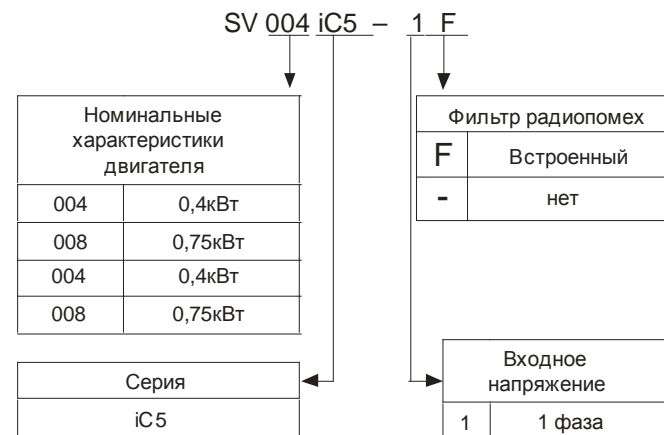 SV 004 iC5 – 1 F
Номинальные
характеристики
двигателя
004 0,4кВт
008 0,75кВт
004 0,4кВт
008 0,75кВт
Фильтр радиопомех
F Встроенный
- нет
Серия
iC5
Входное
напряжение
1 1 фаза